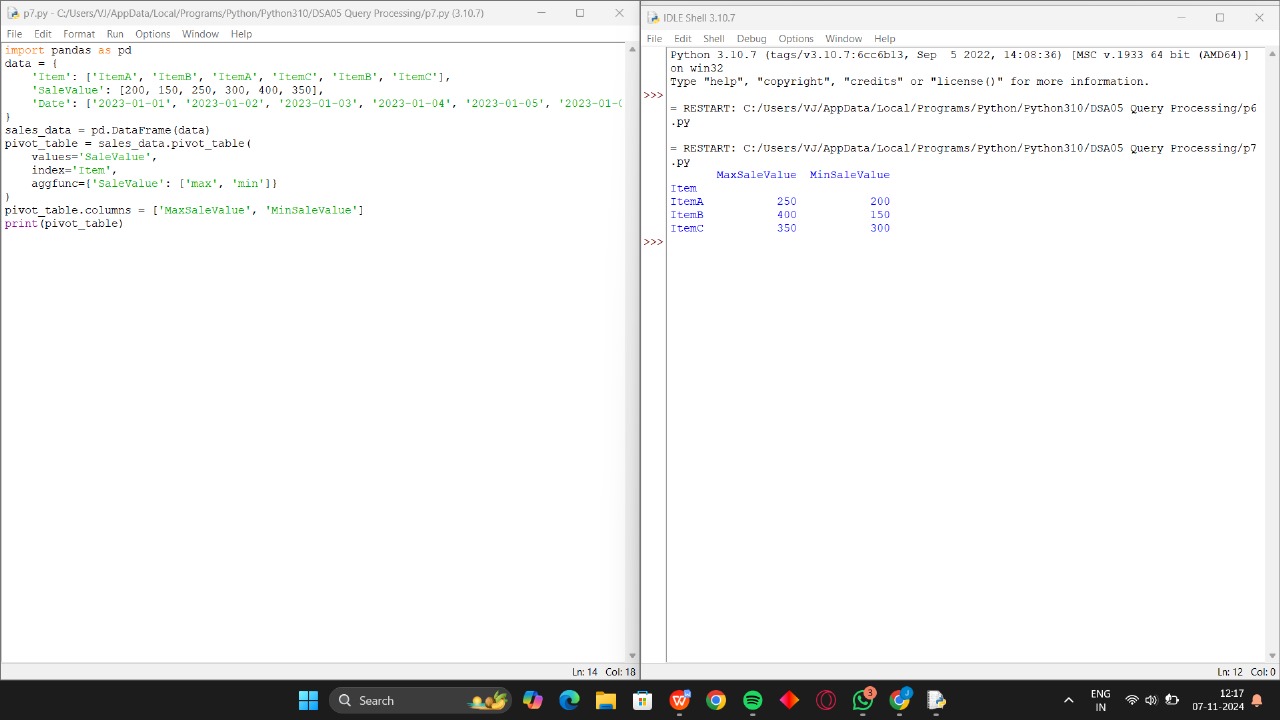 p7.py - C:/Users/VJ/AppData/Local/Programs/Python/Python310/DSA05 Query Processing/p7.py (3.10.7)
File Edit Format Run Options Window Help
import pandas as pd
data = {
    'Item': ['ItemA', 'ItemB', 'ItemA', 'ItemC', 'ItemB', 'ItemC'],
    'SaleValue': [200, 150, 250, 300, 400, 350],
    'Date': ['2023-01-01', '2023-01-02', '2023-01-03', '2023-01-04', '2023-01-05', '2023-01-0
}
sales_data = pd.DataFrame(data)
pivot_table = sales_data.pivot_table(
    values='SaleValue',
    index='Item',
    aggfunc={'SaleValue': ['max', 'min']}
)
pivot_table.columns = ['MaxSaleValue', 'MinSaleValue']
print(pivot_table)
Ln: 14 Col: 18
IDLE Shell 3.10.7
File Edit Shell Debug Options Window Help
Python 3.10.7 (tags/v3.10.7:6cc6b13, Sep  5 2022, 14:08:36) [MSC v.1933 64 bit (AMD64)]
on win32
Type "help", "copyright", "credits" or "license()" for more information.
>>>
= RESTART: C:/Users/VJ/AppData/Local/Programs/Python/Python310/DSA05 Query Processing/p6
.py
= RESTART: C:/Users/VJ/AppData/Local/Programs/Python/Python310/DSA05 Query Processing/p7
.py
       MaxSaleValue  MinSaleValue
Item
ItemA           250           200
ItemB           400           150
ItemC           350           300
>>>
Ln: 12 Col: 0
Search
W
3
J
ENG
IN
12:17
07-11-2024